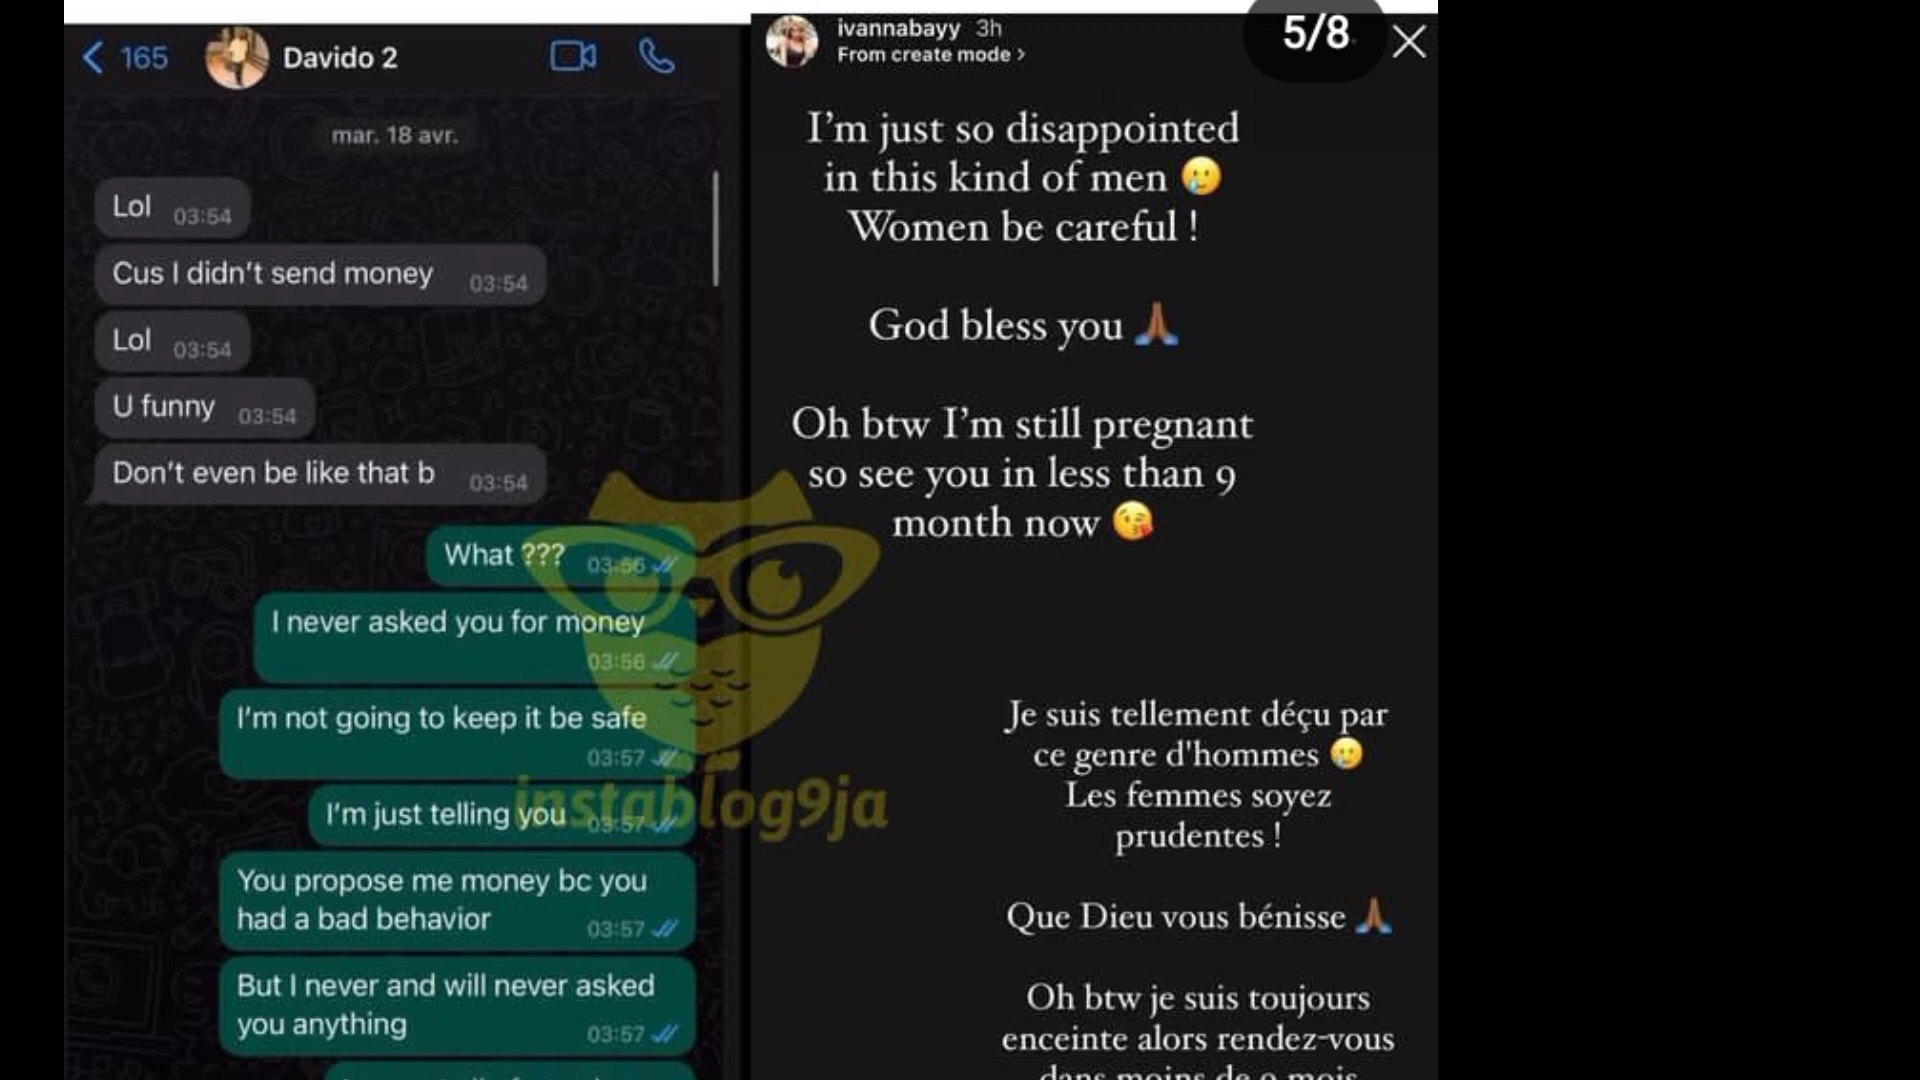 165
Davido 2
mar. 18 avr.
Lol 03:54
Cus I didn't send money 03:54
Lol 03:54
U funny 03:54
Don't even be like that b 03:54
What ??? 03:56
I never asked you for money
03:56
I'm not going to keep it be safe
03:57
I'm just telling you 03:57
You propose me money bc you
had a bad behavior 03:57
But I never and will never asked
you anything 03:57
instablog9ja
ivannabayy 3h
From create mode >
5/8
I'm just so disappointed
in this kind of men 🥲
Women be careful !
God bless you 🙏🏾
Oh btw I'm still pregnant
so see you in less than 9
month now 😘
Je suis tellement déçu par
ce genre d'hommes 🥲
Les femmes soyez
prudentes !
Que Dieu vous bénisse 🙏🏾
Oh btw je suis toujours
enceinte alors rendez-vous
dans moins de 9 mois